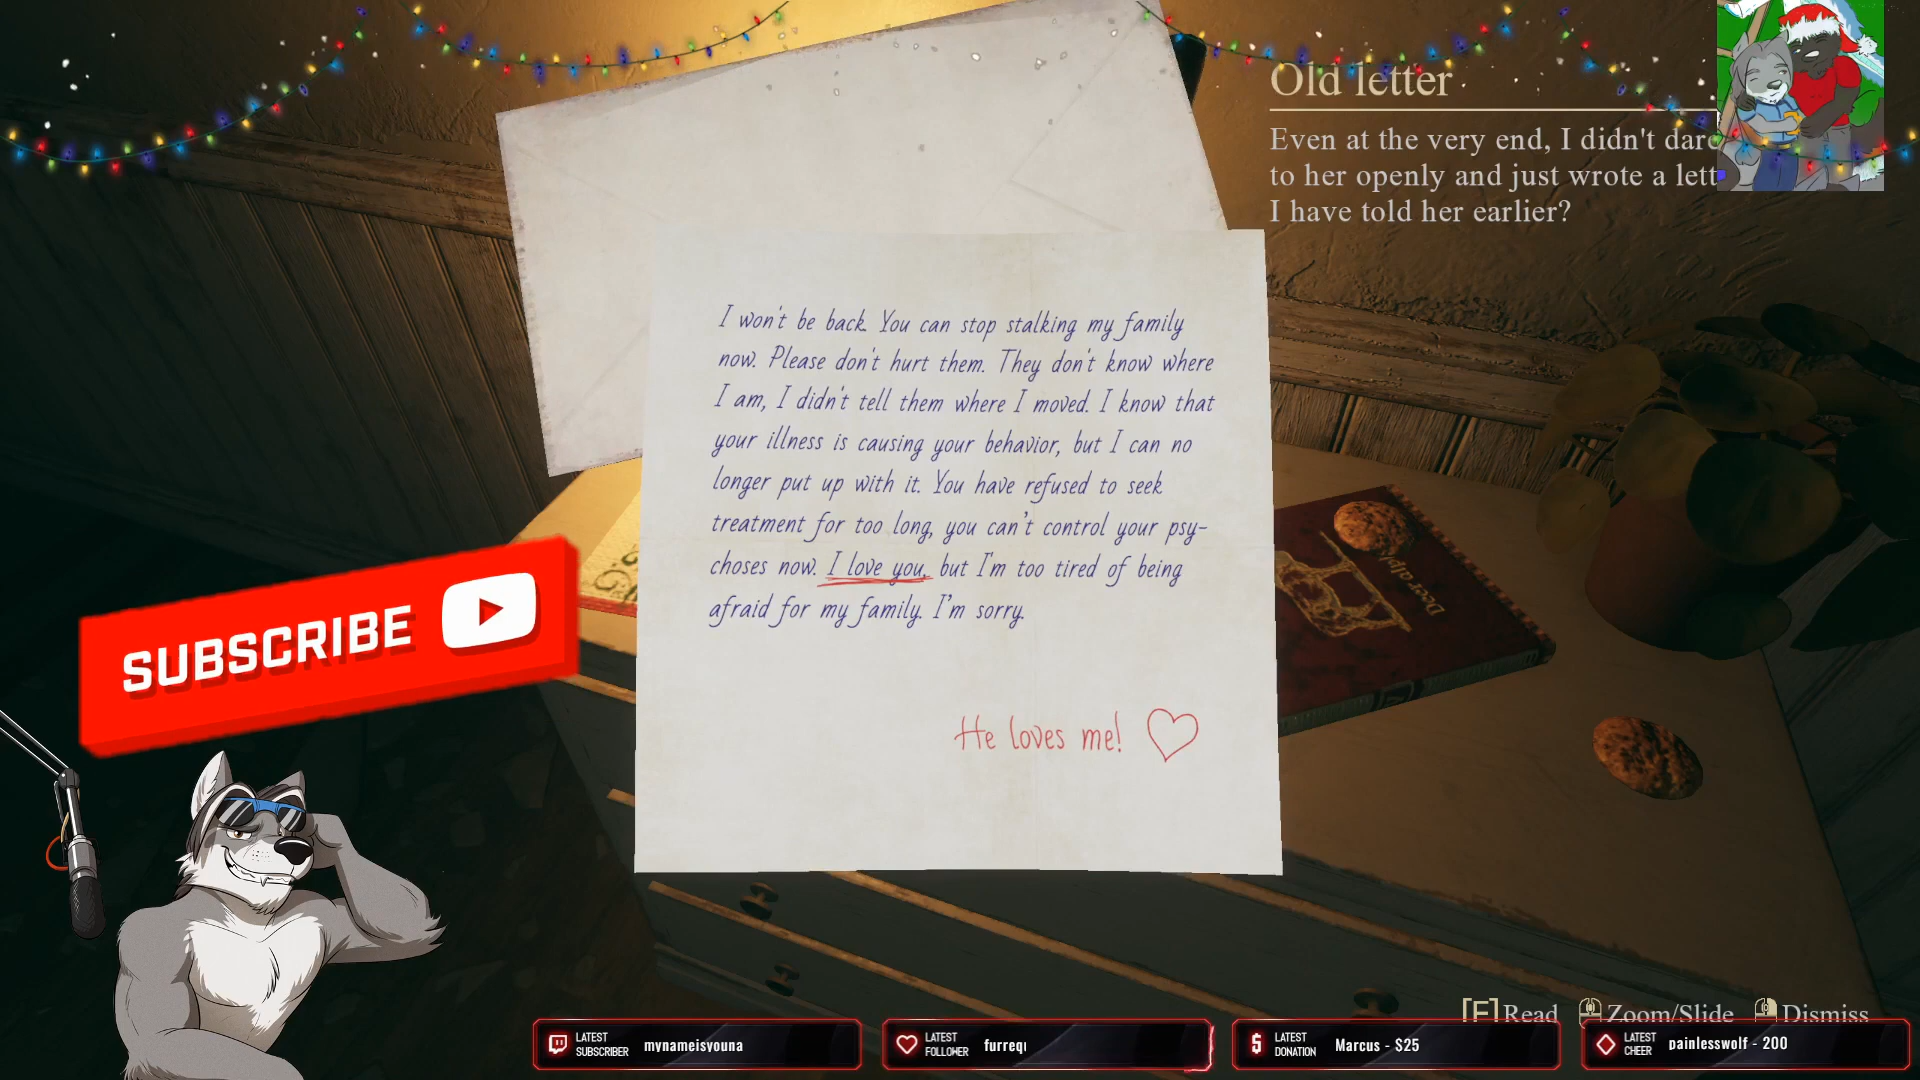 Old letter
Even at the very end, I didn't dare
to her openly and just wrote a lett
I have told her earlier?
I won't be back. You can stop stalking my family
now. Please don't hurt them. They don't know where
I am, I didn't tell them where I moved. I know that
your illness is causing your behavior, but I can no
longer put up with it. You have refused to seek
treatment for too long, you can't control your psy-
choses now. I love you, but I'm too tired of being
afraid for my family. I'm sorry.
He loves me!
SUBSCRIBE
[F] Read Zoom/Slide Dismiss
LATEST SUBSCRIBER mynameisyouna
LATEST FOLLOWER furrequ
LATEST DONATION Marcus - $25
LATEST CHEER painlesswolf - 200